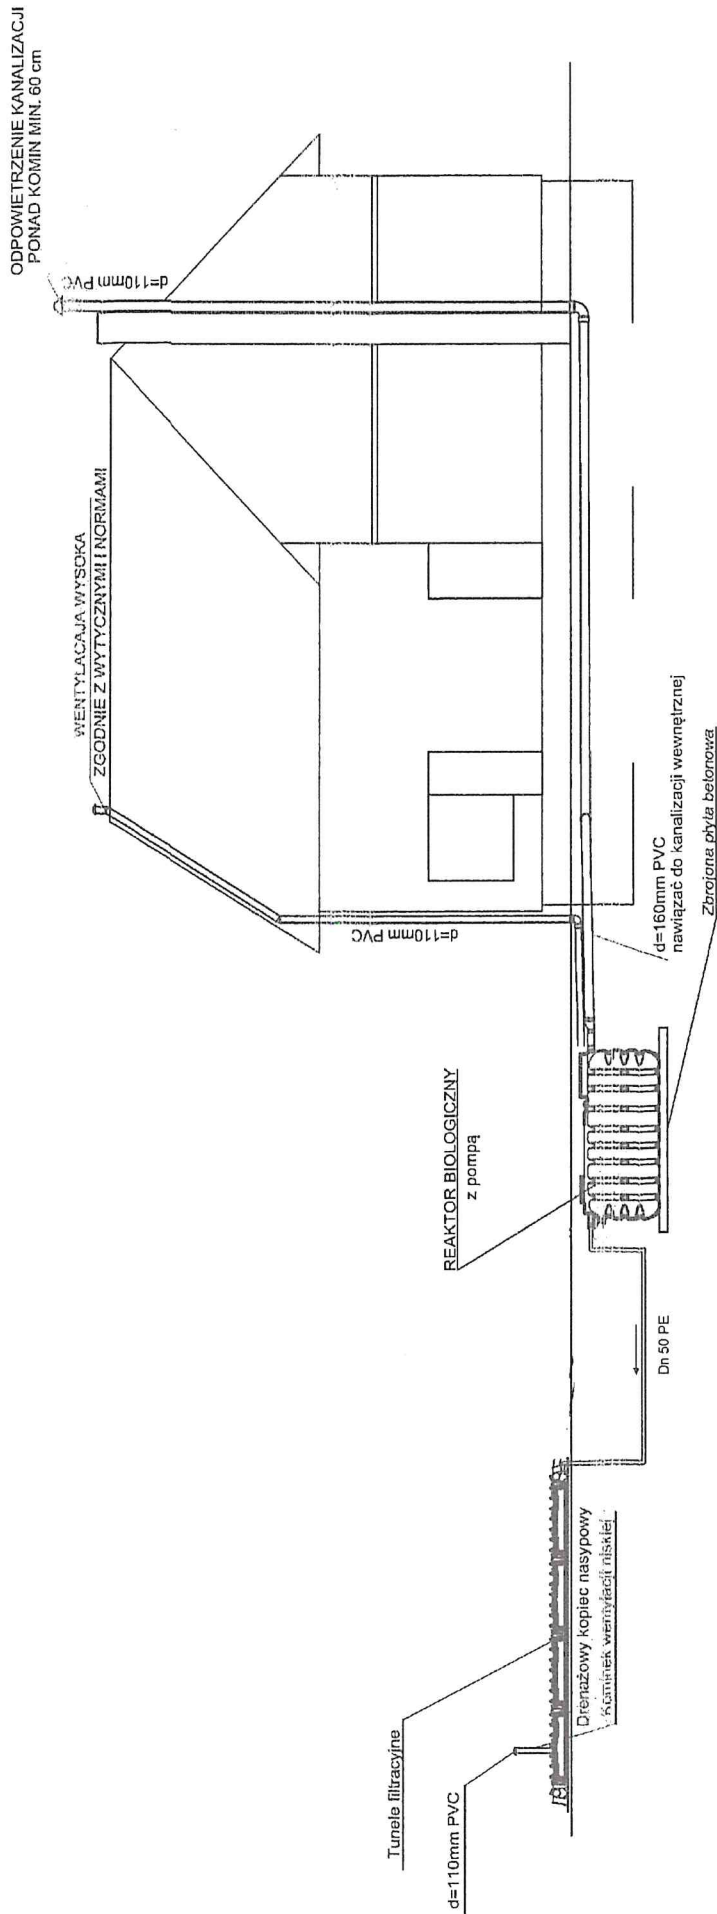 ODPOWIETRZENIE KANALIZACJI
PONAD KOMIN MIN. 60 cm
d=110mm PVC
WENTYLACAJA WYSOKA
ZGODNIE Z WYTYCZNYMI I NORMAMI
d=110mm PVC
d=160mm PVC
nawiązać do kanalizacji wewnętrznej
Zbrojona płyta betonowa
REAKTOR BIOLOGICZNY
z pompą
Dn 50 PE
Tunele filtracyjne
Drenażowy kopiec nasypowy
Kominek wentylacji niskiej
d=110mm PVC